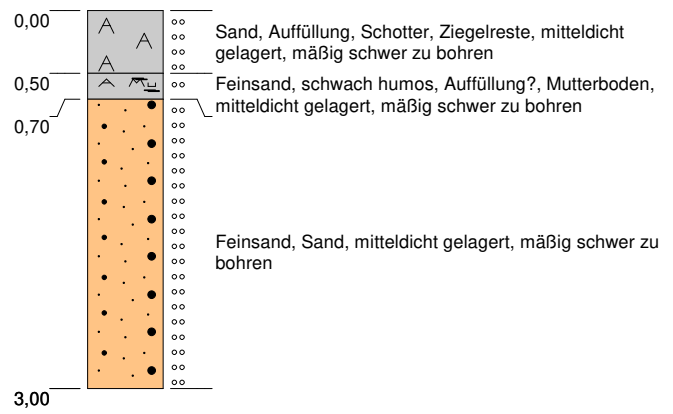 0,00
Sand, Auffüllung, Schotter, Ziegelreste, mitteldicht
gelagert, mäßig schwer zu bohren
0,50
Feinsand, schwach humos, Auffüllung?, Mutterboden,
mitteldicht gelagert, mäßig schwer zu bohren
0,70
Feinsand, Sand, mitteldicht gelagert, mäßig schwer zu
bohren
3,00